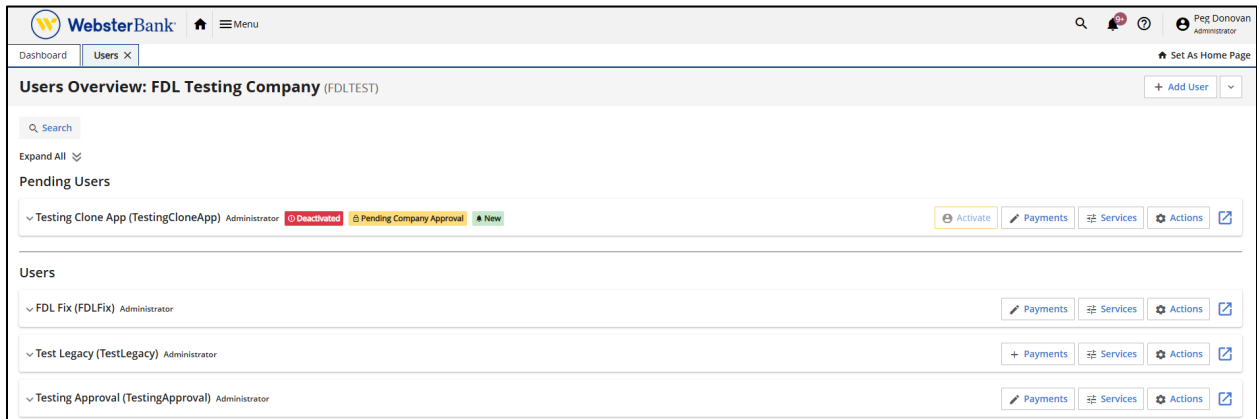 W WebsterBank Menu 9+ Peg Donovan
Administrator
Dashboard Users X Set As Home Page
Users Overview: FDL Testing Company (FDLTEST) + Add User
Search
Expand All
Pending Users
Testing Clone App (TestingCloneApp) Administrator Deactivated Pending Company Approval New Activate Payments Services Actions
Users
FDL Fix (FDLFix) Administrator Payments Services Actions
Test Legacy (TestLegacy) Administrator + Payments Services Actions
Testing Approval (TestingApproval) Administrator Payments Services Actions